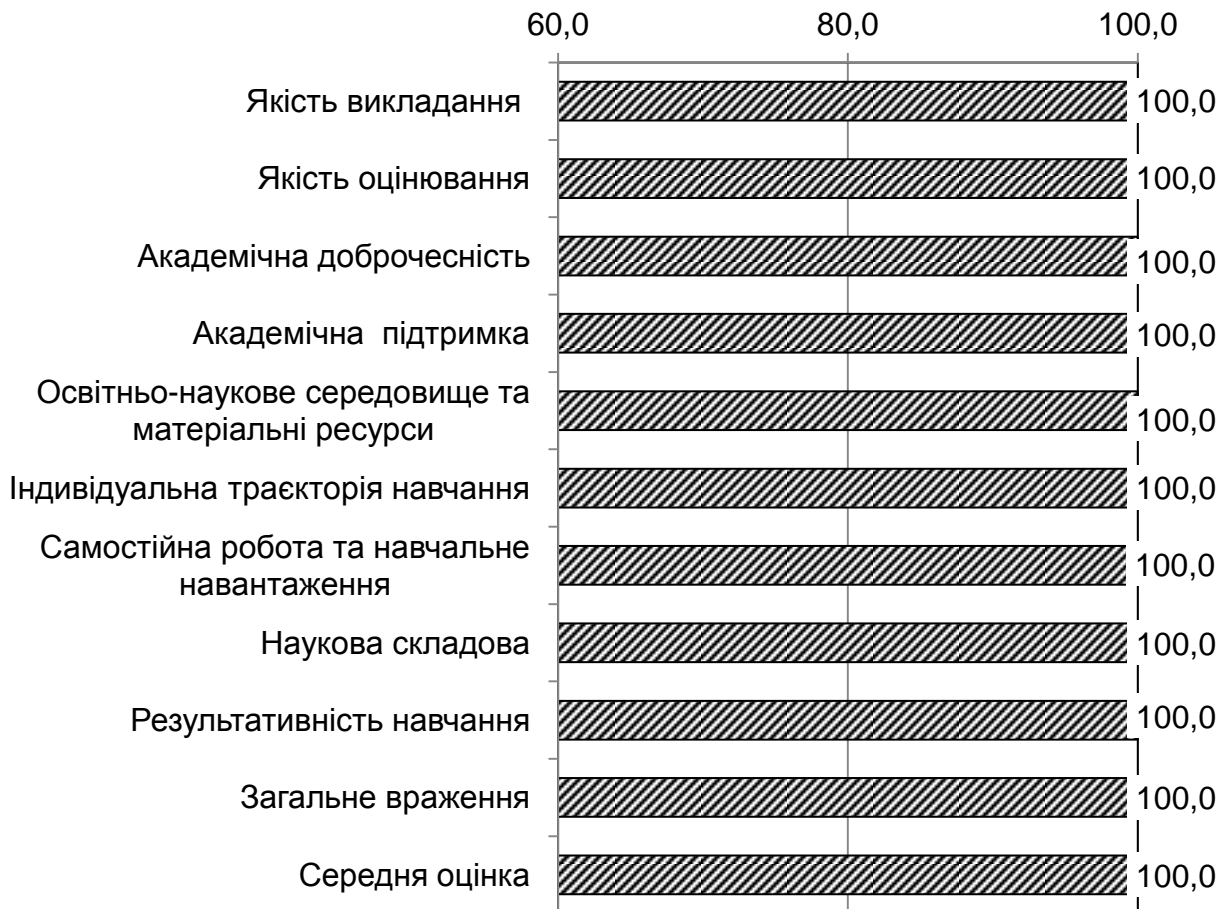 60,0 80,0 100,0
Якість викладання 100,0
Якість оцінювання 100,0
Академічна доброчесність 100,0
Академічна підтримка 100,0
Освітньо-наукове середовище та
матеріальні ресурси 100,0
Індивідуальна траєкторія навчання 100,0
Самостійна робота та навчальне
навантаження 100,0
Наукова складова 100,0
Результативність навчання 100,0
Загальне враження 100,0
Середня оцінка 100,0